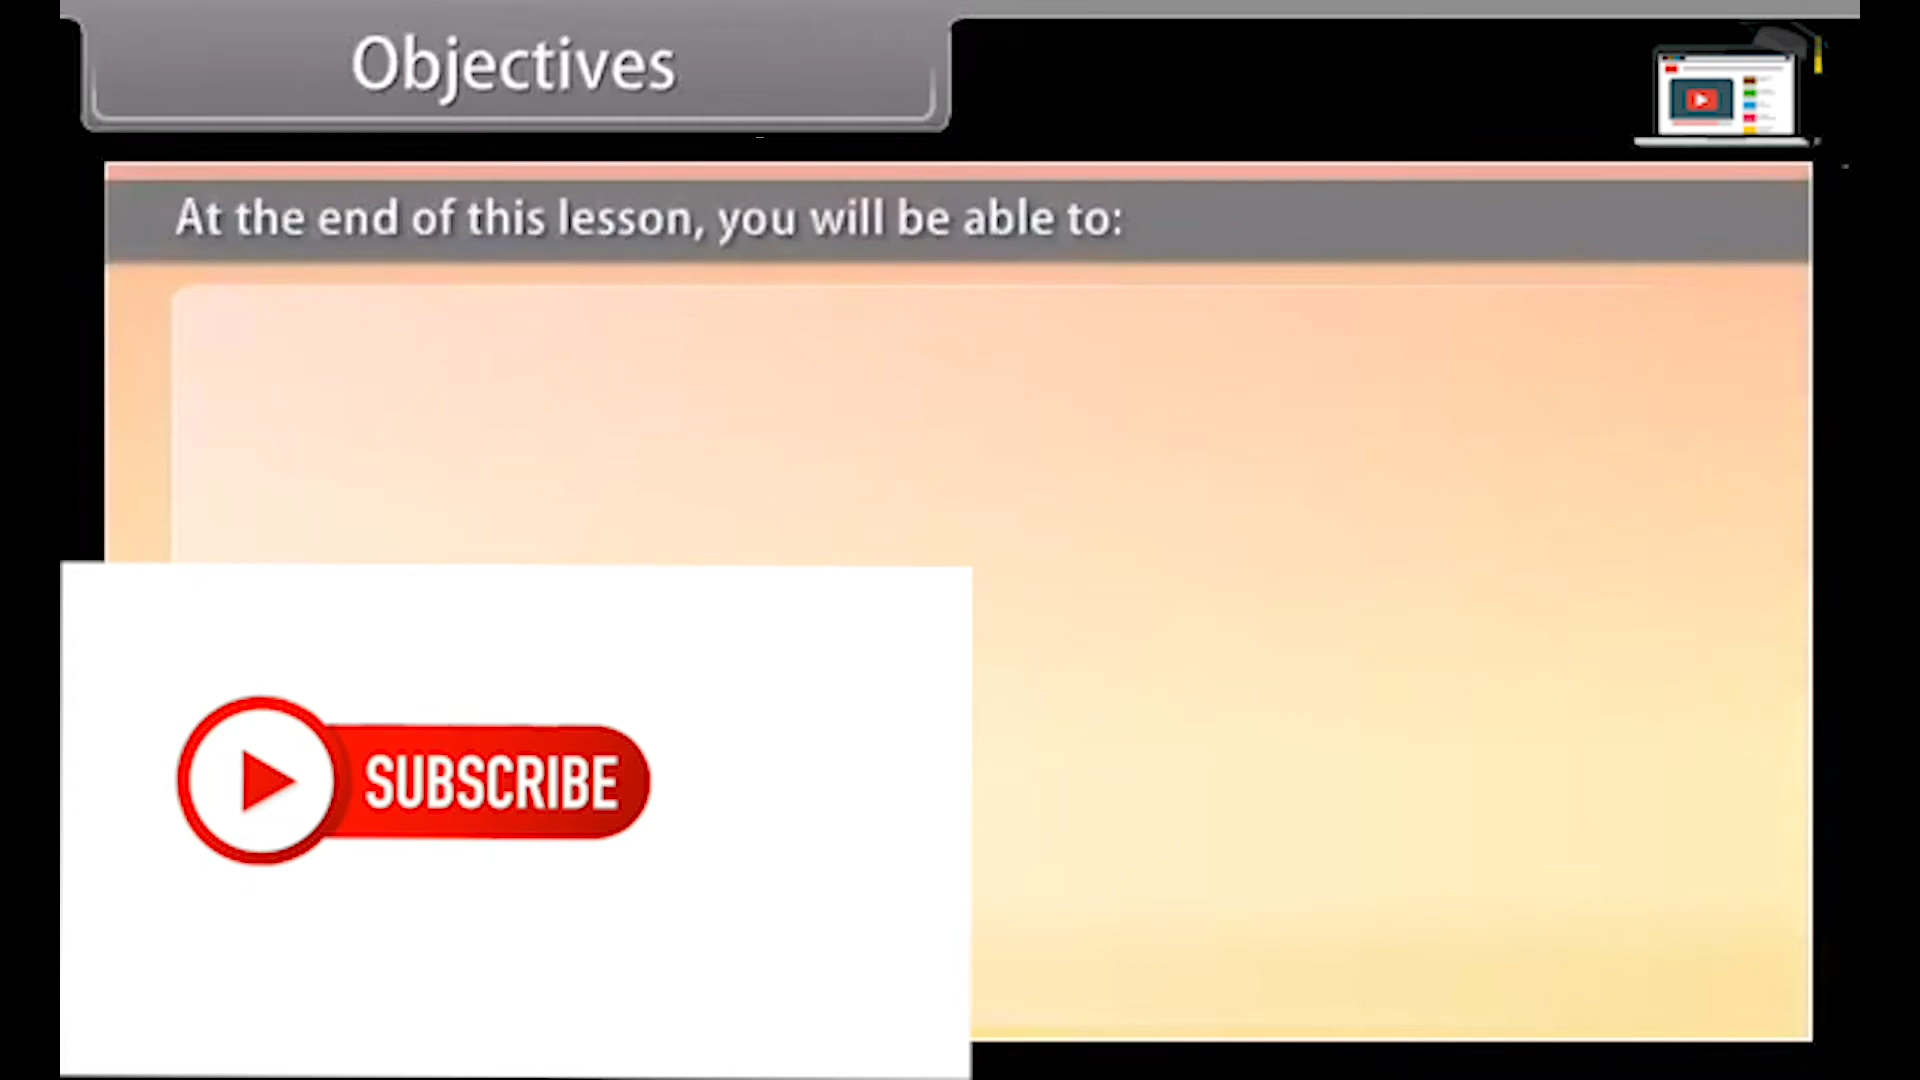 Objectives
At the end of this lesson, you will be able to:
SUBSCRIBE